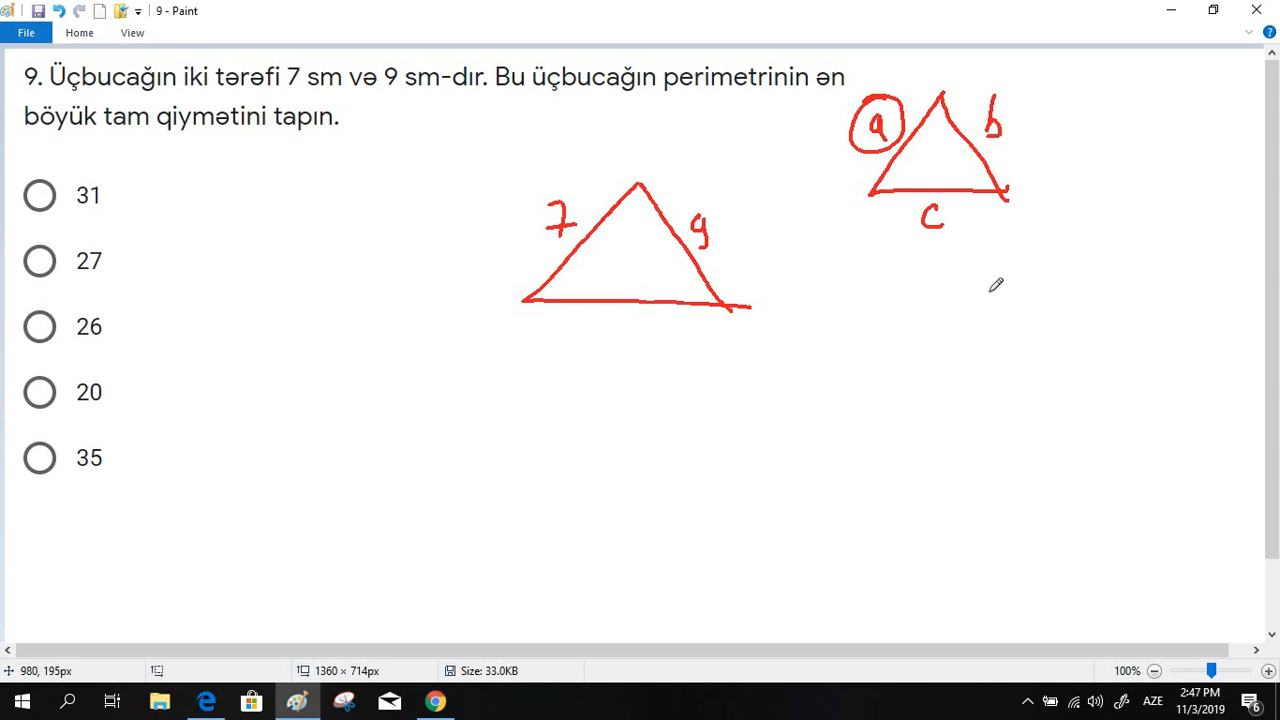 9 - Paint
File Home View
9. Üçbucağın iki tərəfi 7 sm və 9 sm-dır. Bu üçbucağın perimetrinin ən
böyük tam qiymətini tapın.
a b
c
31
7 9
27
26
20
35
980, 195px 1360 × 714px Size: 33.0KB 100%
2:47 PM
AZE
11/3/2019 6